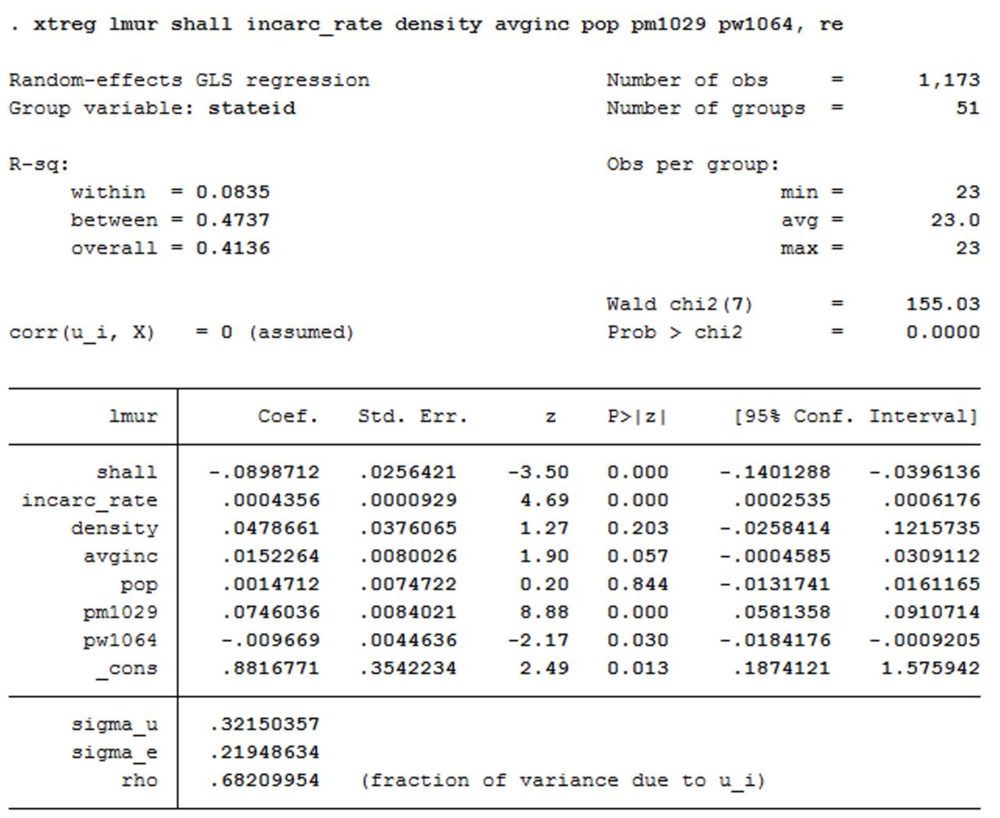 . xtreg lmur shall incarc_rate density avginc pop pm1029 pw1064, re
Random-effects GLS regression Number of obs = 1,173
Group variable: stateid Number of groups = 51
R-sq: Obs per group:
within = 0.0835 min = 23
between = 0.4737 avg = 23.0
overall = 0.4136 max = 23
Wald chi2(7) = 155.03
corr(u_i, X) = 0 (assumed) Prob > chi2 = 0.0000
lmur Coef. Std. Err. z P>|z| [95% Conf. Interval]
shall -.0898712 .0256421 -3.50 0.000 -.1401288 -.0396136
incarc_rate .0004356 .0000929 4.69 0.000 .0002535 .0006176
density .0478661 .0376065 1.27 0.203 -.0258414 .1215735
avginc .0152264 .0080026 1.90 0.057 -.0004585 .0309112
pop .0014712 .0074722 0.20 0.844 -.0131741 .0161165
pm1029 .0746036 .0084021 8.88 0.000 .0581358 .0910714
pw1064 -.009669 .0044636 -2.17 0.030 -.0184176 -.0009205
_cons .8816771 .3542234 2.49 0.013 .1874121 1.575942
sigma_u .32150357
sigma_e .21948634
rho .68209954 (fraction of variance due to u_i)